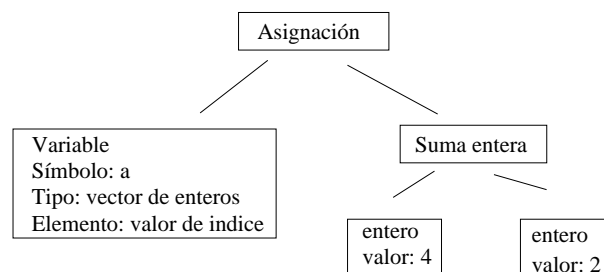 Asignación
Variable
Símbolo: a
Tipo: vector de enteros
Elemento: valor de indice
Suma entera
entero
valor: 4
entero
valor: 2